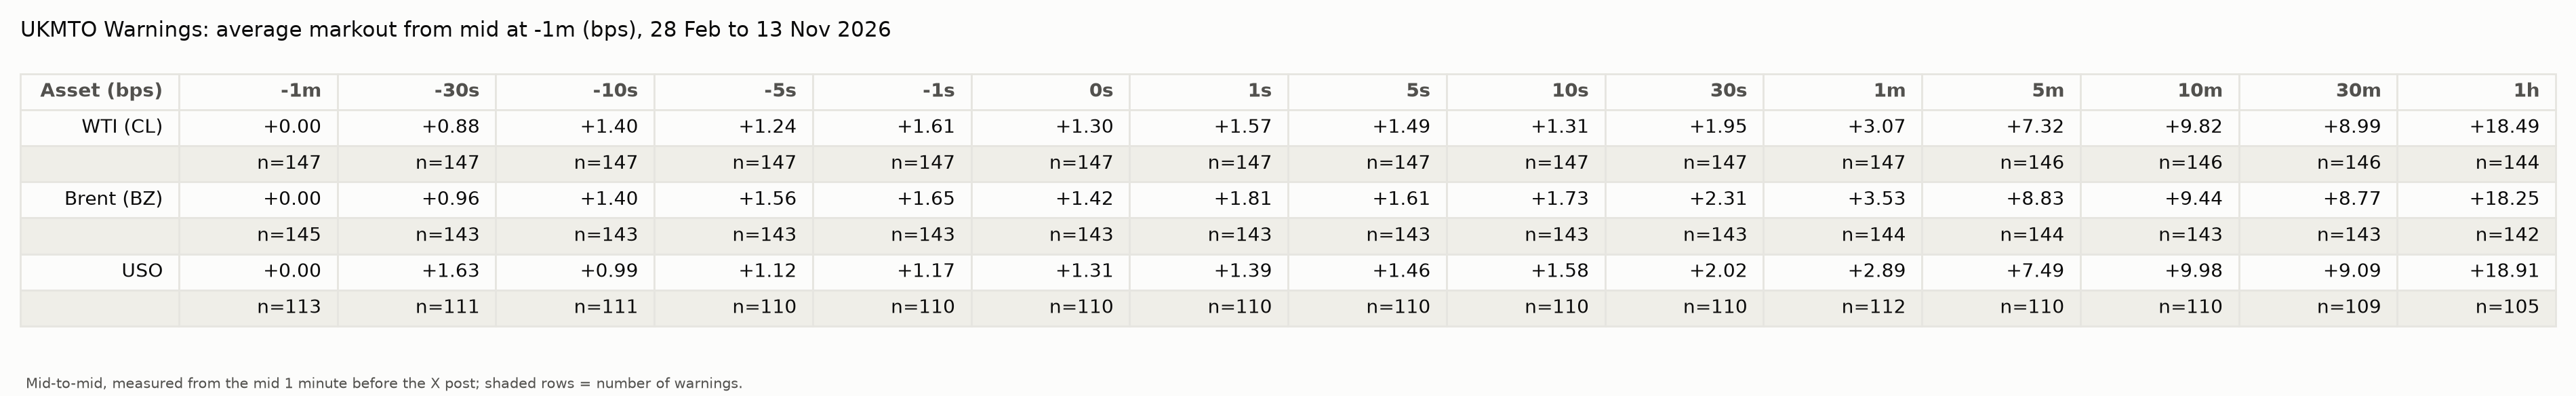 UKMTO Warnings: average markout from mid at -1m (bps), 28 Feb to 13 Nov 2026
Asset (bps) -1m -30s -10s -5s -1s 0s 1s 5s 10s 30s 1m 5m 10m 30m 1h
WTI (CL) +0.00 +0.88 +1.40 +1.24 +1.61 +1.30 +1.57 +1.49 +1.31 +1.95 +3.07 +7.32 +9.82 +8.99 +18.49
n=147 n=147 n=147 n=147 n=147 n=147 n=147 n=147 n=147 n=147 n=147 n=146 n=146 n=146 n=144
Brent (BZ) +0.00 +0.96 +1.40 +1.56 +1.65 +1.42 +1.81 +1.61 +1.73 +2.31 +3.53 +8.83 +9.44 +8.77 +18.25
n=145 n=143 n=143 n=143 n=143 n=143 n=143 n=143 n=143 n=143 n=144 n=144 n=143 n=143 n=142
USO +0.00 +1.63 +0.99 +1.12 +1.17 +1.31 +1.39 +1.46 +1.58 +2.02 +2.89 +7.49 +9.98 +9.09 +18.91
n=113 n=111 n=111 n=110 n=110 n=110 n=110 n=110 n=110 n=110 n=112 n=110 n=110 n=109 n=105
Mid-to-mid, measured from the mid 1 minute before the X post; shaded rows = number of warnings.